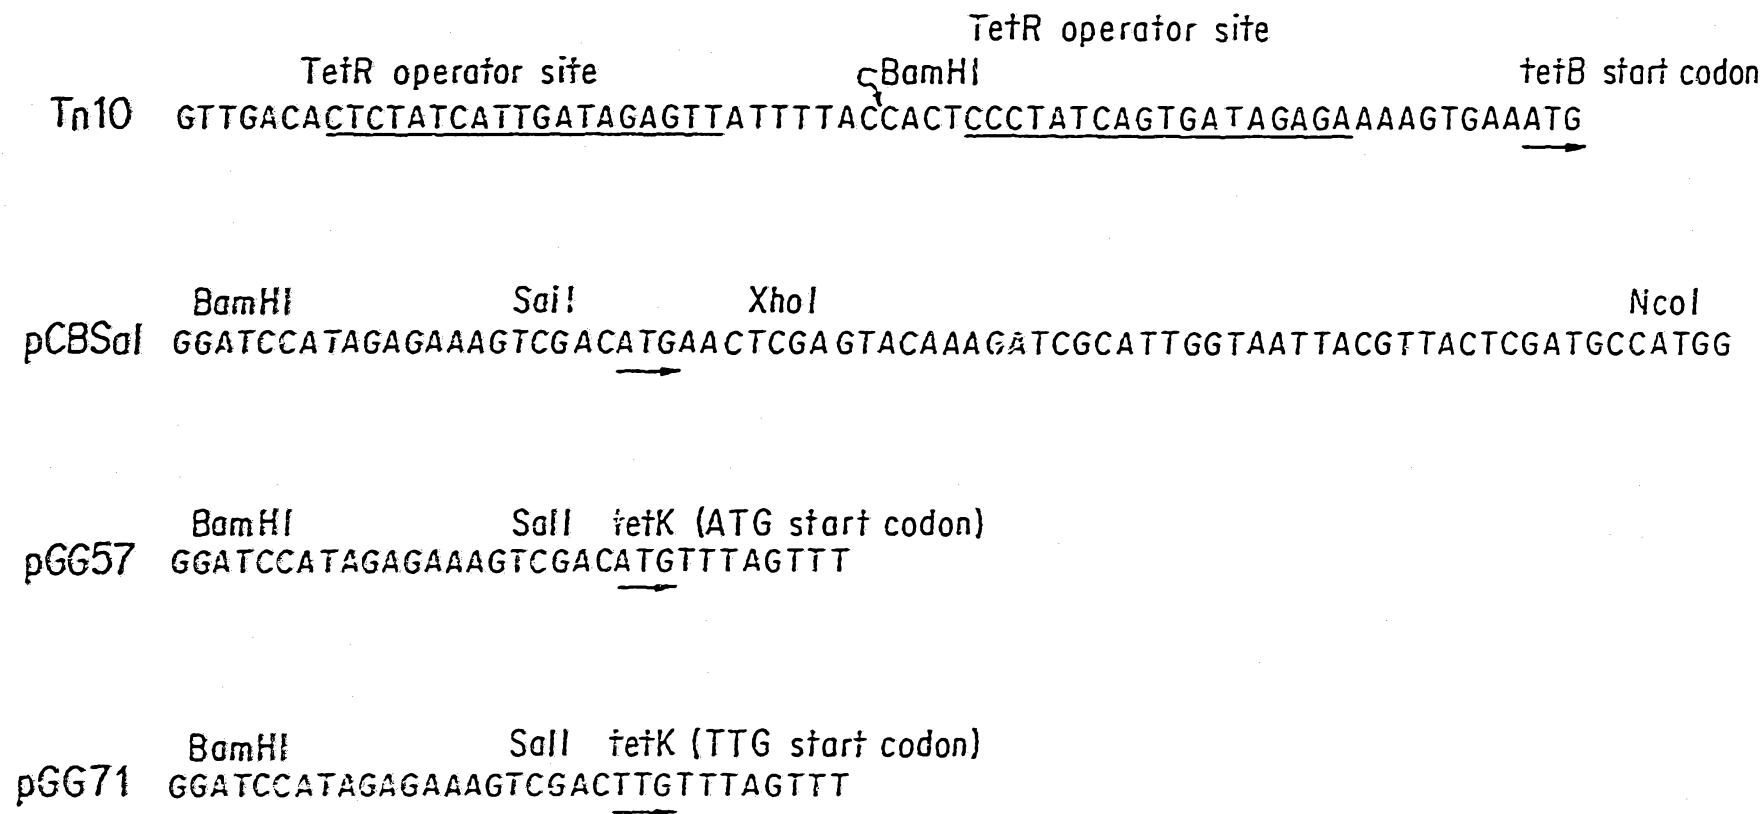 TetR operator site
TetR operator site BamHI tetB start codon
Tn10 GTTGACACTCTATCATTGATAGAGTTATTTTACCACTCCCTATCAGTGATAGAGAAAAGTGAAATG
BamHI SaiI XhoI NcoI
pCBSal GGATCCATAGAGAAAGTCGACATGAACTCGAGTACAAAGATCGCATTGGTAATTACGTTACTCGATGCCATGG
BamHI SalI tetK (ATG start codon)
pGG57 GGATCCATAGAGAAAGTCGACATGTTTAGTTT
BamHI SalI tetK (TTG start codon)
pGG71 GGATCCATAGAGAAAGTCGACTTGTTTAGTTT